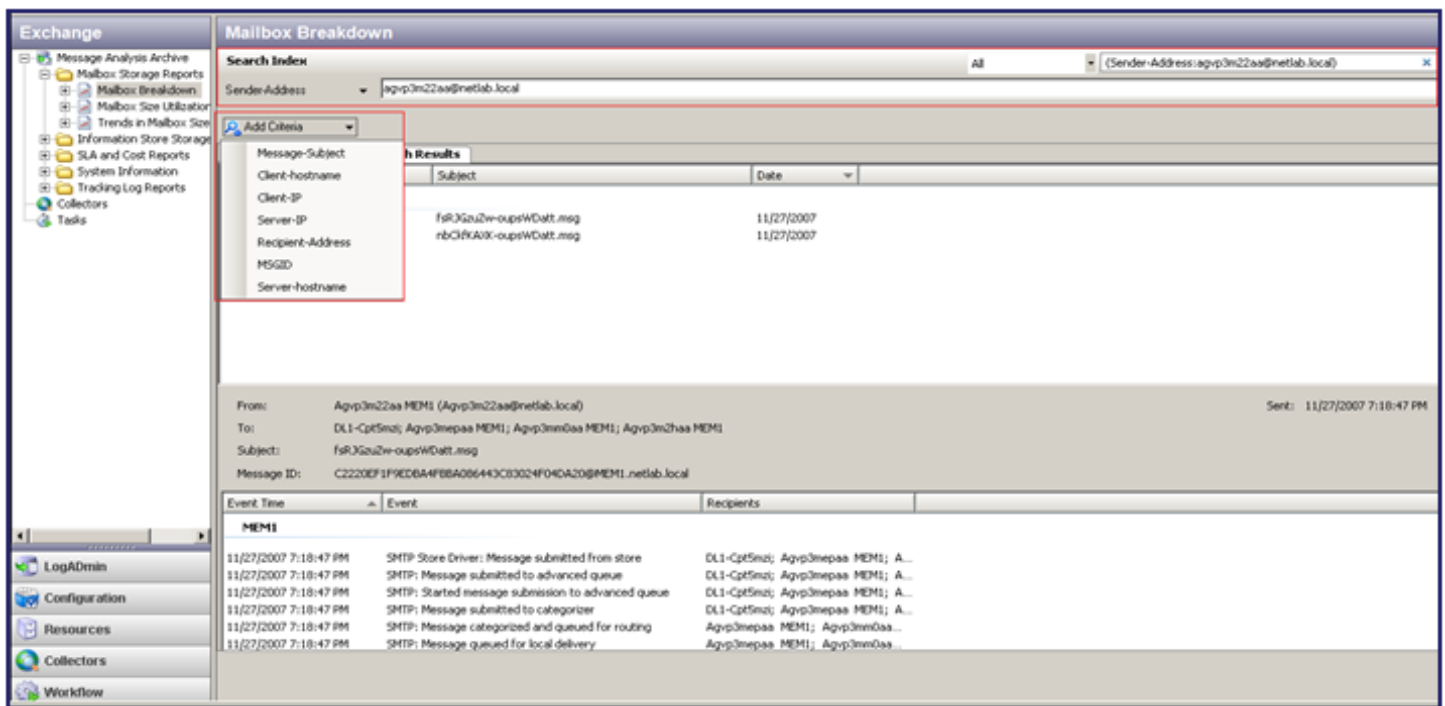 Exchange
Message Analysis Archive
Mailbox Storage Reports
Mailbox Breakdown
Mailbox Size Utilization
Trends in Mailbox Size
Information Store Storage
SLA and Cost Reports
System Information
Tracking Log Reports
Collectors
Tasks
LogADmin
Configuration
Resources
Collectors
Workflow
Mailbox Breakdown
Search Index
All
(Sender-Address:agvp3m22aa@netlab.local)
Sender-Address
agvp3m22aa@netlab.local
Add Criteria
Message-Subject
Client-hostname
Client-IP
Server-IP
Recipient-Address
MSGID
Server-hostname
h Results
Subject Date
fsRJGzuZw-oupsWDatt.msg 11/27/2007
11/27/2007
From: Agvp3m22aa MEM1 (Agvp3m22aa@netlab.local) Sent: 11/27/2007 7:18:47 PM
To: DL1-Cpt5mzi; Agvp3mepaa MEM1; Agvp3mm0aa MEM1; Agvp3m2haa MEM1
Subject: fsRJGzuZw-oupsWDatt.msg
Message ID:
Event Time Event Recipients
MEM1
11/27/2007 7:18:47 PM SMTP Store Driver: Message submitted from store DL1-Cpt5mzi; Agvp3mepaa MEM1; A...
11/27/2007 7:18:47 PM SMTP: Message submitted to advanced queue DL1-Cpt5mzi; Agvp3mepaa MEM1; A...
11/27/2007 7:18:47 PM SMTP: Started message submission to advanced queue DL1-Cpt5mzi; Agvp3mepaa MEM1; A...
11/27/2007 7:18:47 PM SMTP: Message submitted to categorizer DL1-Cpt5mzi; Agvp3mepaa MEM1; A...
11/27/2007 7:18:47 PM SMTP: Message categorized and queued for routing Agvp3mepaa MEM1; Agvp3mm0aa...
11/27/2007 7:18:47 PM SMTP: Message queued for local delivery Agvp3mepaa MEM1; Agvp3mm0aa...